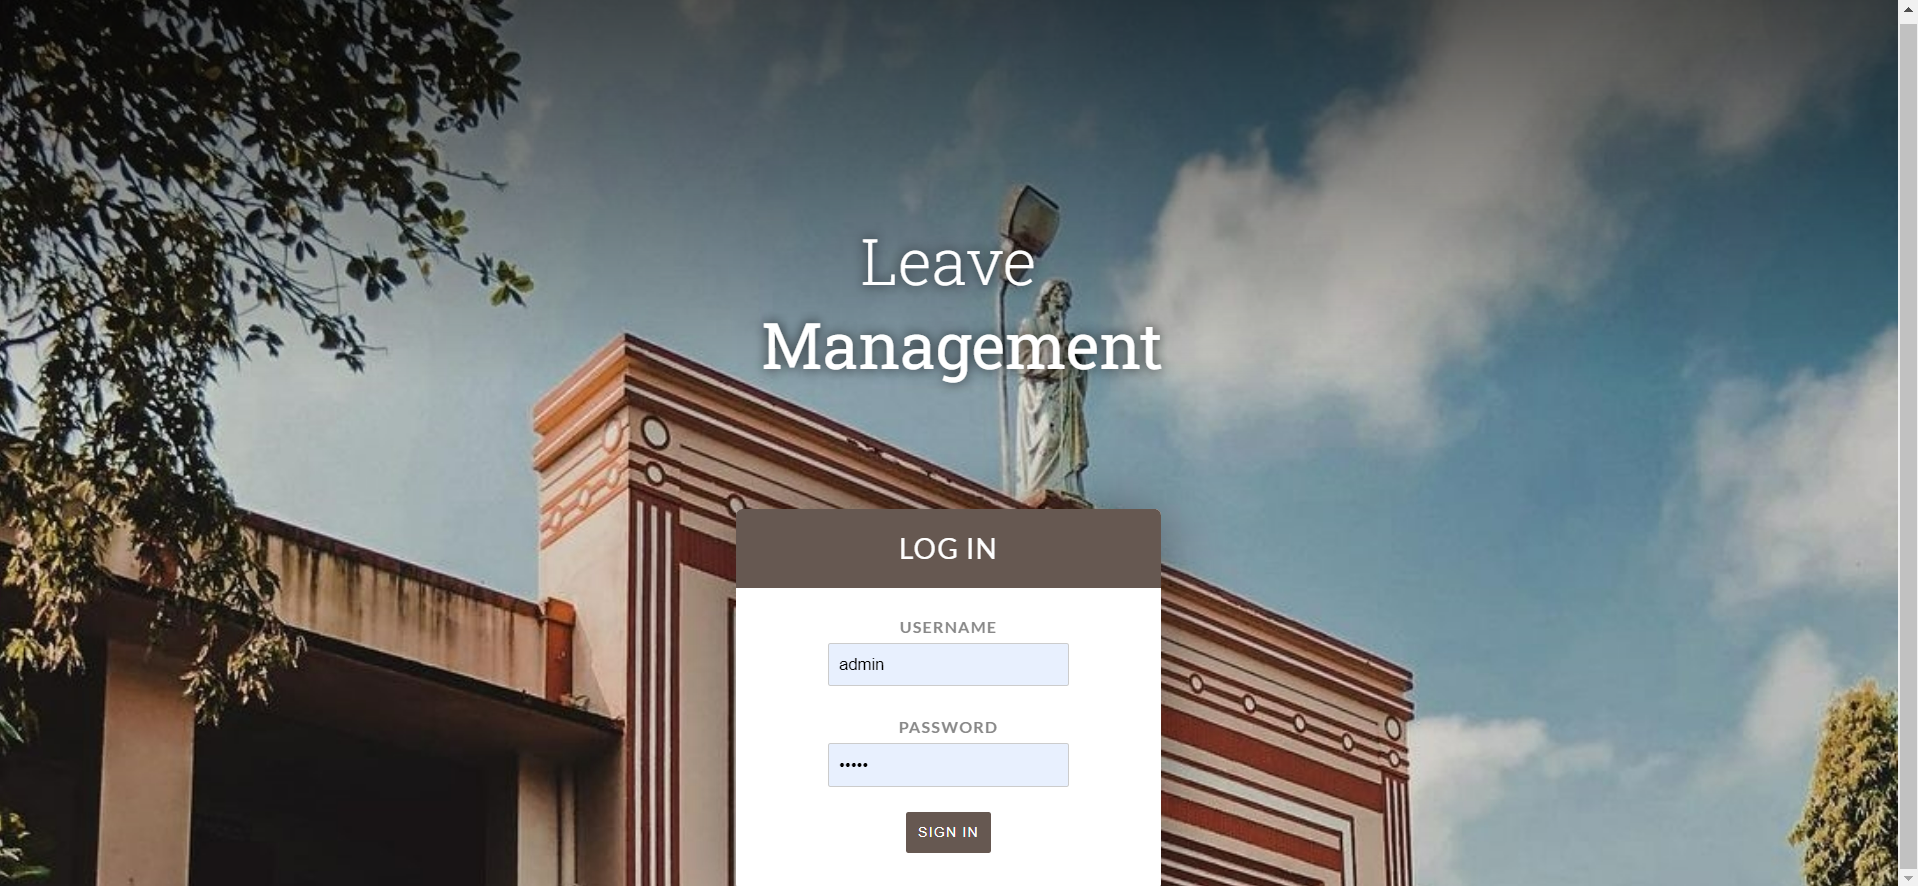 Leave
Management
LOG IN
USERNAME
admin
PASSWORD
•••••
SIGN IN